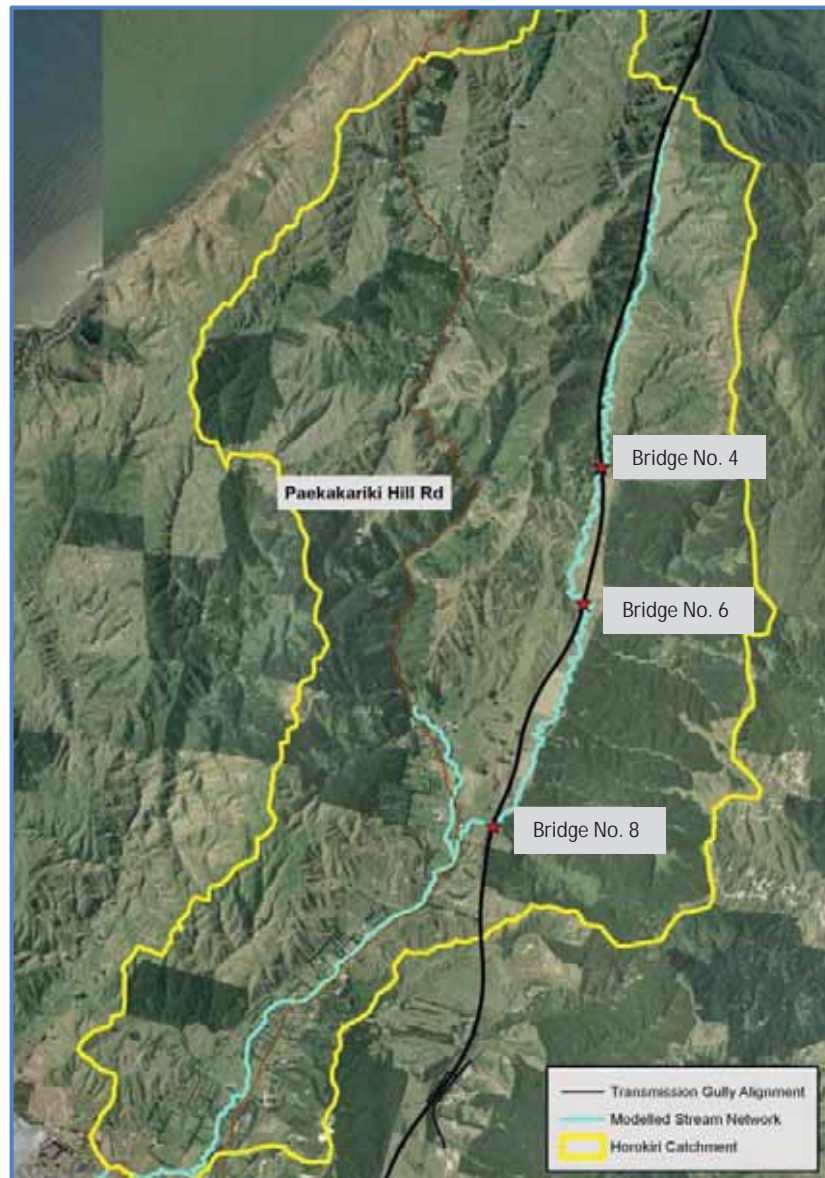 Bridge No. 4
Paekakariki Hill Rd
Bridge No. 6
Bridge No. 8
Transmission Gully Alignment
Modelled Stream Network
Horokiri Catchment